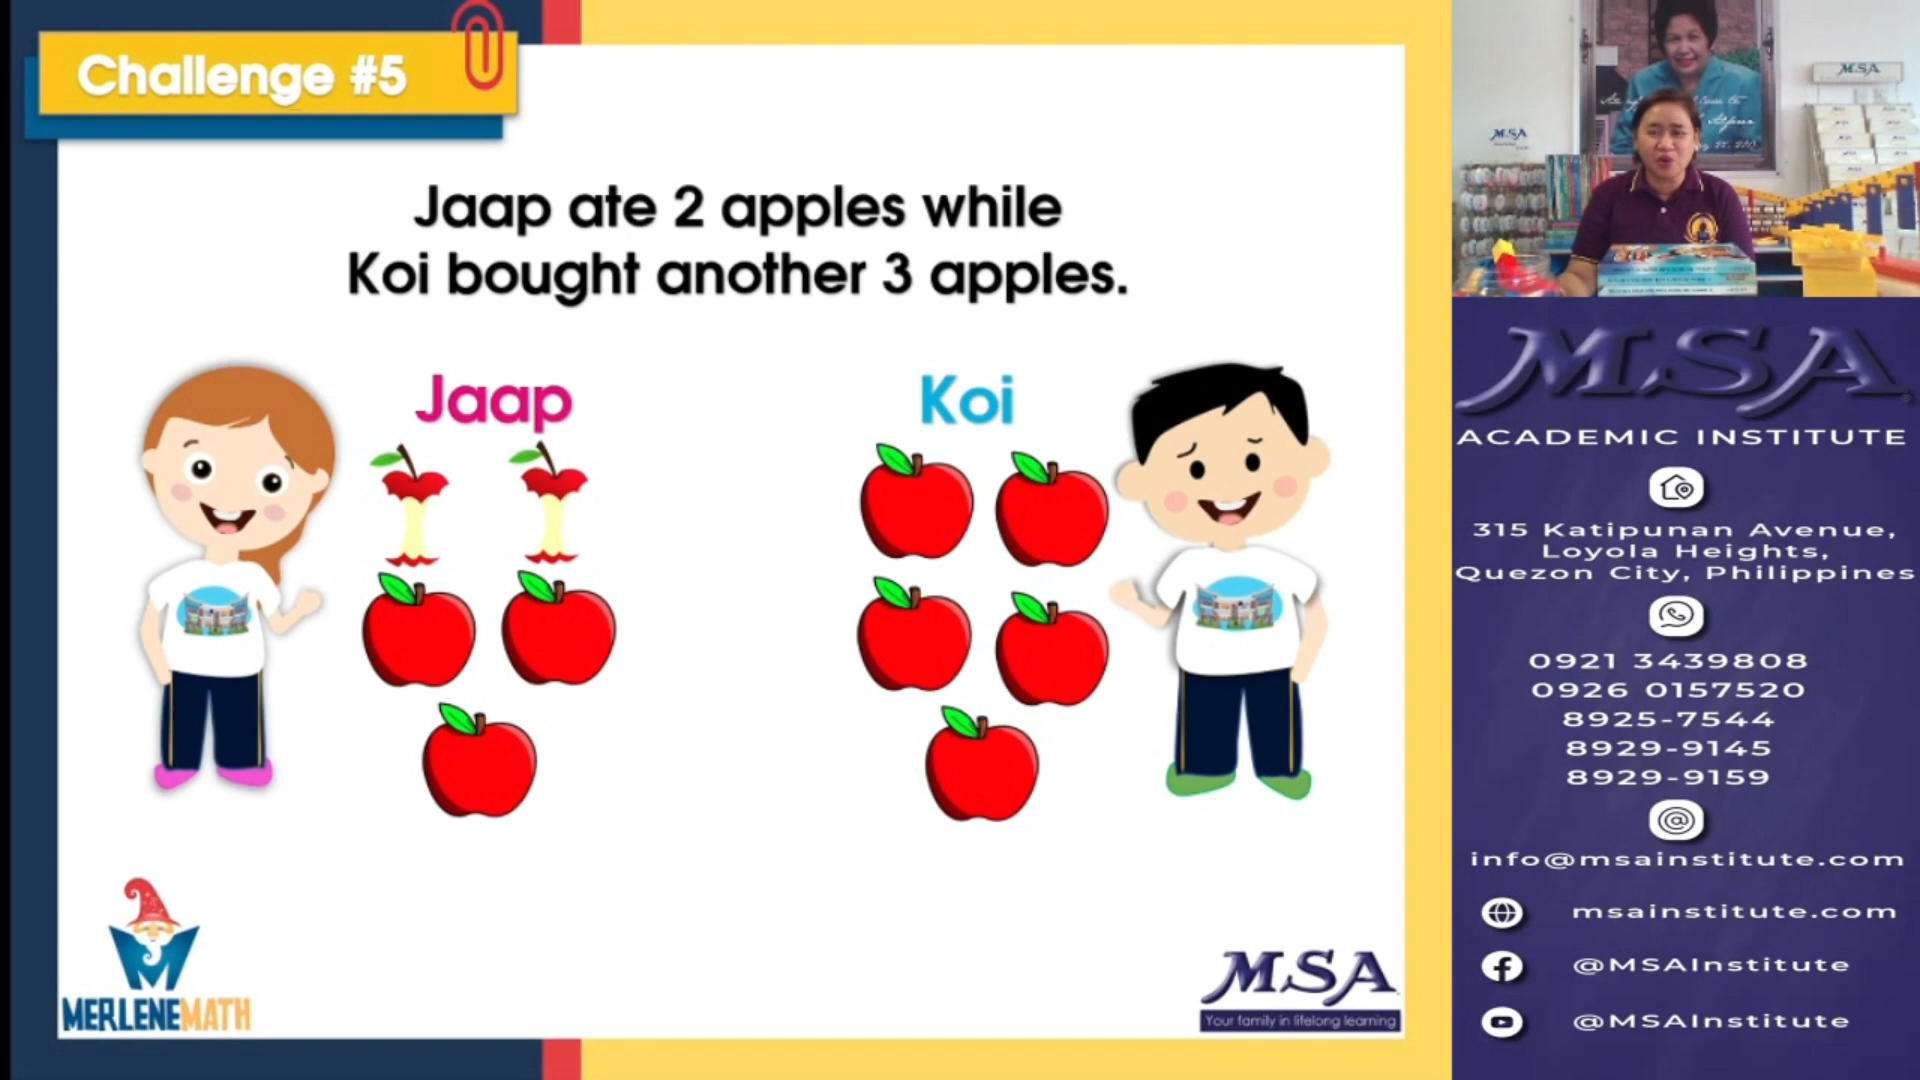 Challenge #5
Jaap ate 2 apples while
Koi bought another 3 apples.
Jaap
Koi
MERLENEMATH
MSA
Your family in lifelong learning
MSA
MSA
MSA
ACADEMIC INSTITUTE
315 Katipunan Avenue,
Loyola Heights,
Quezon City, Philippines
0921 3439808
0926 0157520
8925-7544
8929-9145
8929-9159
info@msainstitute.com
msainstitute.com
@MSAInstitute
@MSAInstitute